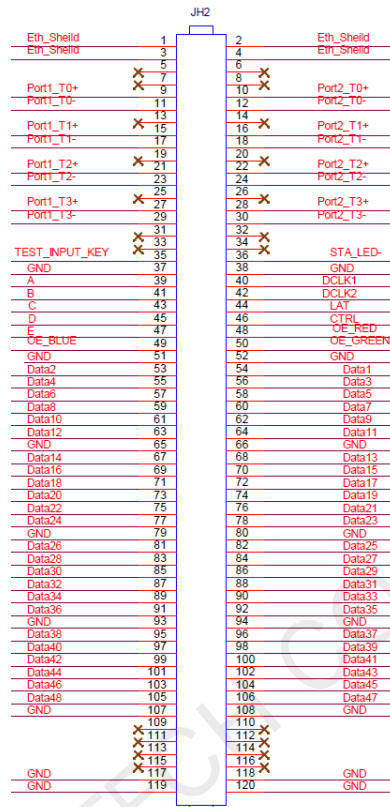 JH2
Eth_Sheild 1 2 Eth_Sheild
Eth_Sheild 3 4 Eth_Sheild
5 6
7 8
Port1_T0+ 9 10 Port2_T0+
Port1_T0- 11 12 Port2_T0-
13 14
Port1_T1+ 15 16 Port2_T1+
Port1_T1- 17 18 Port2_T1-
19 20
Port1_T2+ 21 22 Port2_T2+
Port1_T2- 23 24 Port2_T2-
25 26
Port1_T3+ 27 28 Port2_T3+
Port1_T3- 29 30 Port2_T3-
31 32
33 34
TEST_INPUT_KEY 35 36 STA_LED-
GND 37 38 GND
A 39 40 DCLK1
B 41 42 DCLK2
C 43 44 LAT
D 45 46 CTRL
E 47 48 OE_RED
OE_BLUE 49 50 OE_GREEN
GND 51 52 GND
Data2 53 54 Data1
Data4 55 56 Data3
Data6 57 58 Data5
Data8 59 60 Data7
Data10 61 62 Data9
Data12 63 64 Data11
GND 65 66 GND
Data14 67 68 Data13
Data16 69 70 Data15
Data18 71 72 Data17
Data20 73 74 Data19
Data22 75 76 Data21
Data24 77 78 Data23
GND 79 80 GND
Data26 81 82 Data25
Data28 83 84 Data27
Data30 85 86 Data29
Data32 87 88 Data31
Data34 89 90 Data33
Data36 91 92 Data35
GND 93 94 GND
Data38 95 96 Data37
Data40 97 98 Data39
Data42 99 100 Data41
Data44 101 102 Data43
Data46 103 104 Data45
Data48 105 106 Data47
GND 107 108 GND
109 110
111 112
113 114
115 116
GND 117 118 GND
GND 119 120 GND